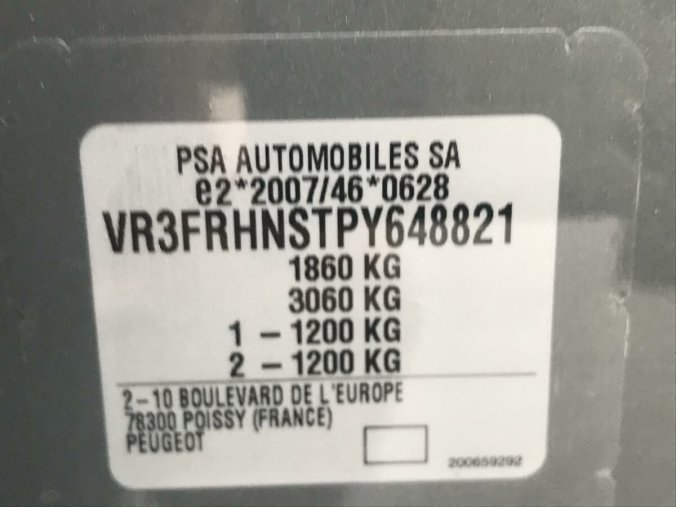 PSA AUTOMOBILES SA
e2*2007/46*0628
VR3FRHNSTPY648821
1860 KG
3060 KG
1 – 1200 KG
2 – 1200 KG
2–10 BOULEVARD DE L'EUROPE
78300 POISSY (FRANCE)
PEUGEOT
200659292